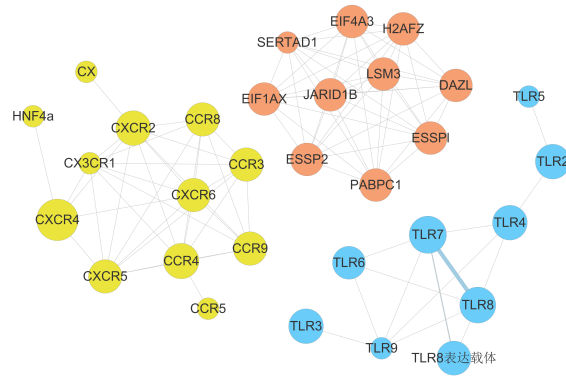 EIF4A3
H2AFZ
SERTAD1
CX
LSM3
DAZL
JARID1B
EIF1AX
TLR5
HNF4a
CXCR2
CCR8
ESSPI
TLR2
CX3CR1
CCR3
ESSP2
PABPC1
CXCR6
CXCR4
TLR4
TLR7
CCR9
CCR4
TLR6
CXCR5
TLR8
CCR5
TLR3
TLR9
TLR8表达载体